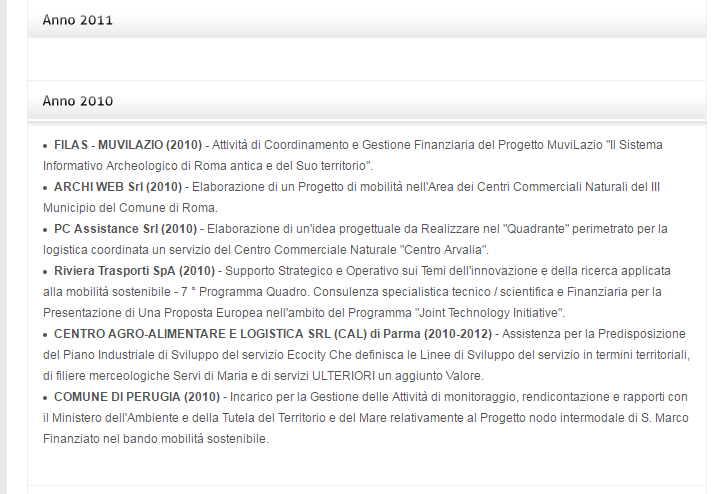 Anno 2011
Anno 2010
• FILAS - MUVILAZIO (2010) - Attività di Coordinamento e Gestione Finanziaria del Progetto MuviLazio "Il Sistema
Informativo Archeologico di Roma antica e del Suo territorio".
• ARCHI WEB Srl (2010) - Elaborazione di un Progetto di mobilità nell'Area dei Centri Commerciali Naturali del III
Municipio del Comune di Roma.
• PC Assistance Srl (2010) - Elaborazione di un'idea progettuale da Realizzare nel "Quadrante" perimetrato per la
logistica coordinata un servizio del Centro Commerciale Naturale "Centro Arvalia".
• Riviera Trasporti SpA (2010) - Supporto Strategico e Operativo sui Temi dell'innovazione e della ricerca applicata
alla mobilità sostenibile - 7 ° Programma Quadro. Consulenza specialistica tecnico / scientifica e Finanziaria per la
Presentazione di Una Proposta Europea nell'ambito del Programma "Joint Technology Initiative".
• CENTRO AGRO-ALIMENTARE E LOGISTICA SRL (CAL) di Parma (2010-2012) - Assistenza per la Predisposizione
del Piano Industriale di Sviluppo del servizio Ecocity Che definisca le Linee di Sviluppo del servizio in termini territoriali,
di filiere merceologiche Servi di Maria e di servizi ULTERIORI un aggiunto Valore.
• COMUNE DI PERUGIA (2010) - Incarico per la Gestione delle Attività di monitoraggio, rendicontazione e rapporti con
il Ministero dell'Ambiente e della Tutela del Territorio e del Mare relativamente al Progetto nodo intermodale di S. Marco
Finanziato nel bando mobilità sostenibile.